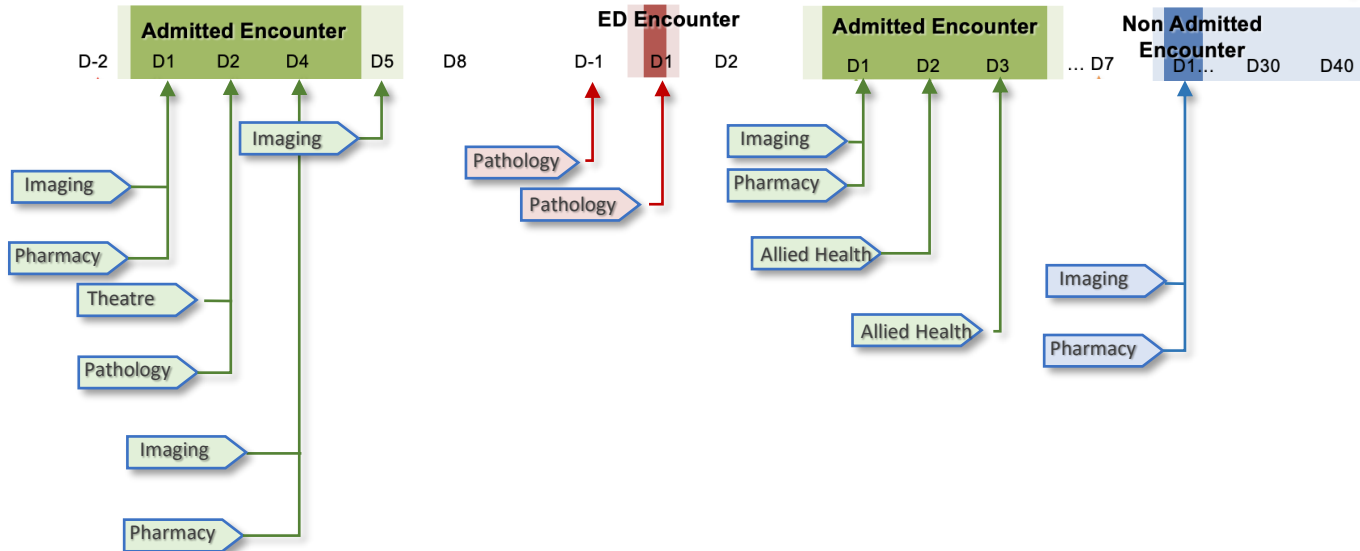 Admitted Encounter
ED Encounter
Admitted Encounter
Non Admitted
Encounter
D-2 D1 D2 D4 D5 D8 D-1 D1 D2 D1 D2 D3 ... D7 D1... D30 D40
Imaging
Imaging
Pathology
Imaging
Imaging
Pharmacy
Pathology
Pharmacy
Allied Health
Theatre
Imaging
Allied Health
Pharmacy
Pathology
Imaging
Pharmacy